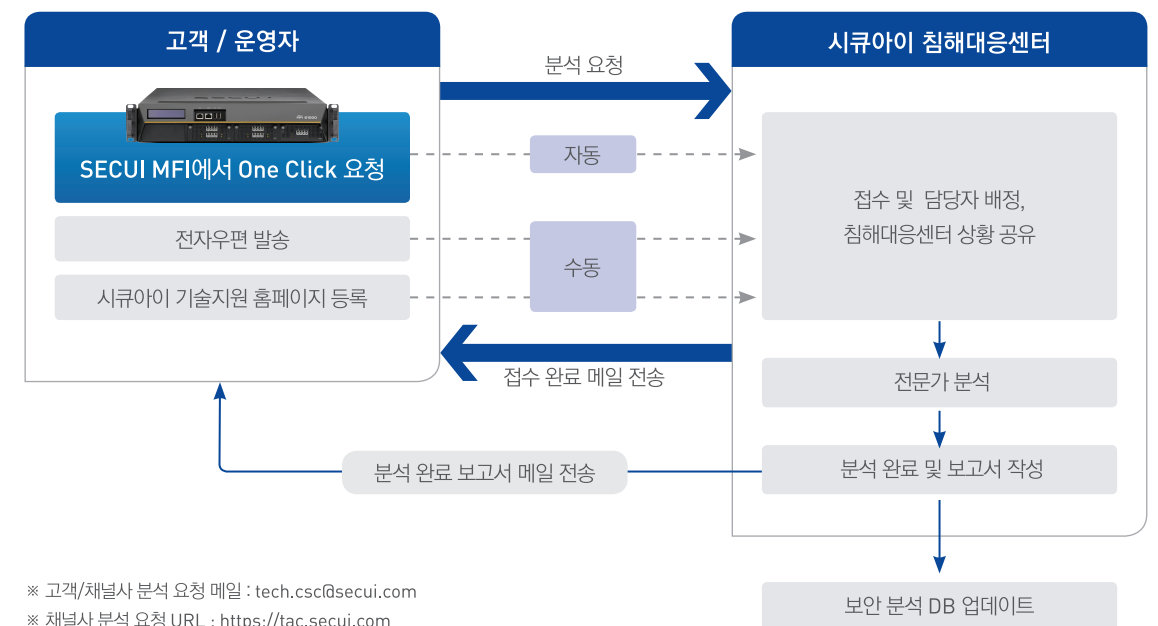 고객 / 운영자
시큐아이 침해대응센터
분석 요청
SECUI
SECUI MFI에서 One Click 요청
자동
전자우편 발송
수동
시큐아이 기술지원 홈페이지 등록
접수 및 담당자 배정,
침해대응센터 상황 공유
접수 완료 메일 전송
전문가 분석
분석 완료 보고서 메일 전송
분석 완료 및 보고서 작성
보안 분석 DB 업데이트
※ 고객/채널사 분석 요청 메일 : tech.csc@secui.com
※ 채널사 분석 요청 URL : https://tac.secui.com